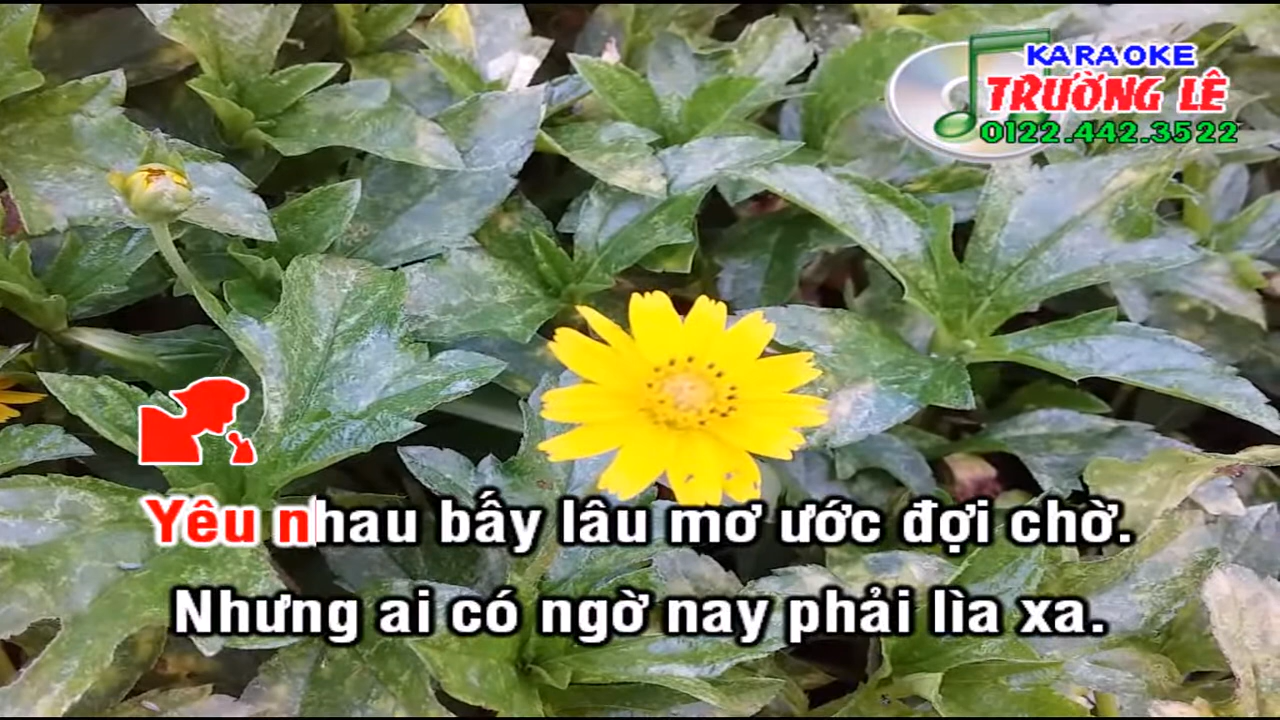 KARAOKE
TRƯỜNG LÊ
0122.442.3522
Yêu nhau bấy lâu mơ ước đợi chờ.
Nhưng ai có ngờ nay phải lìa xa.